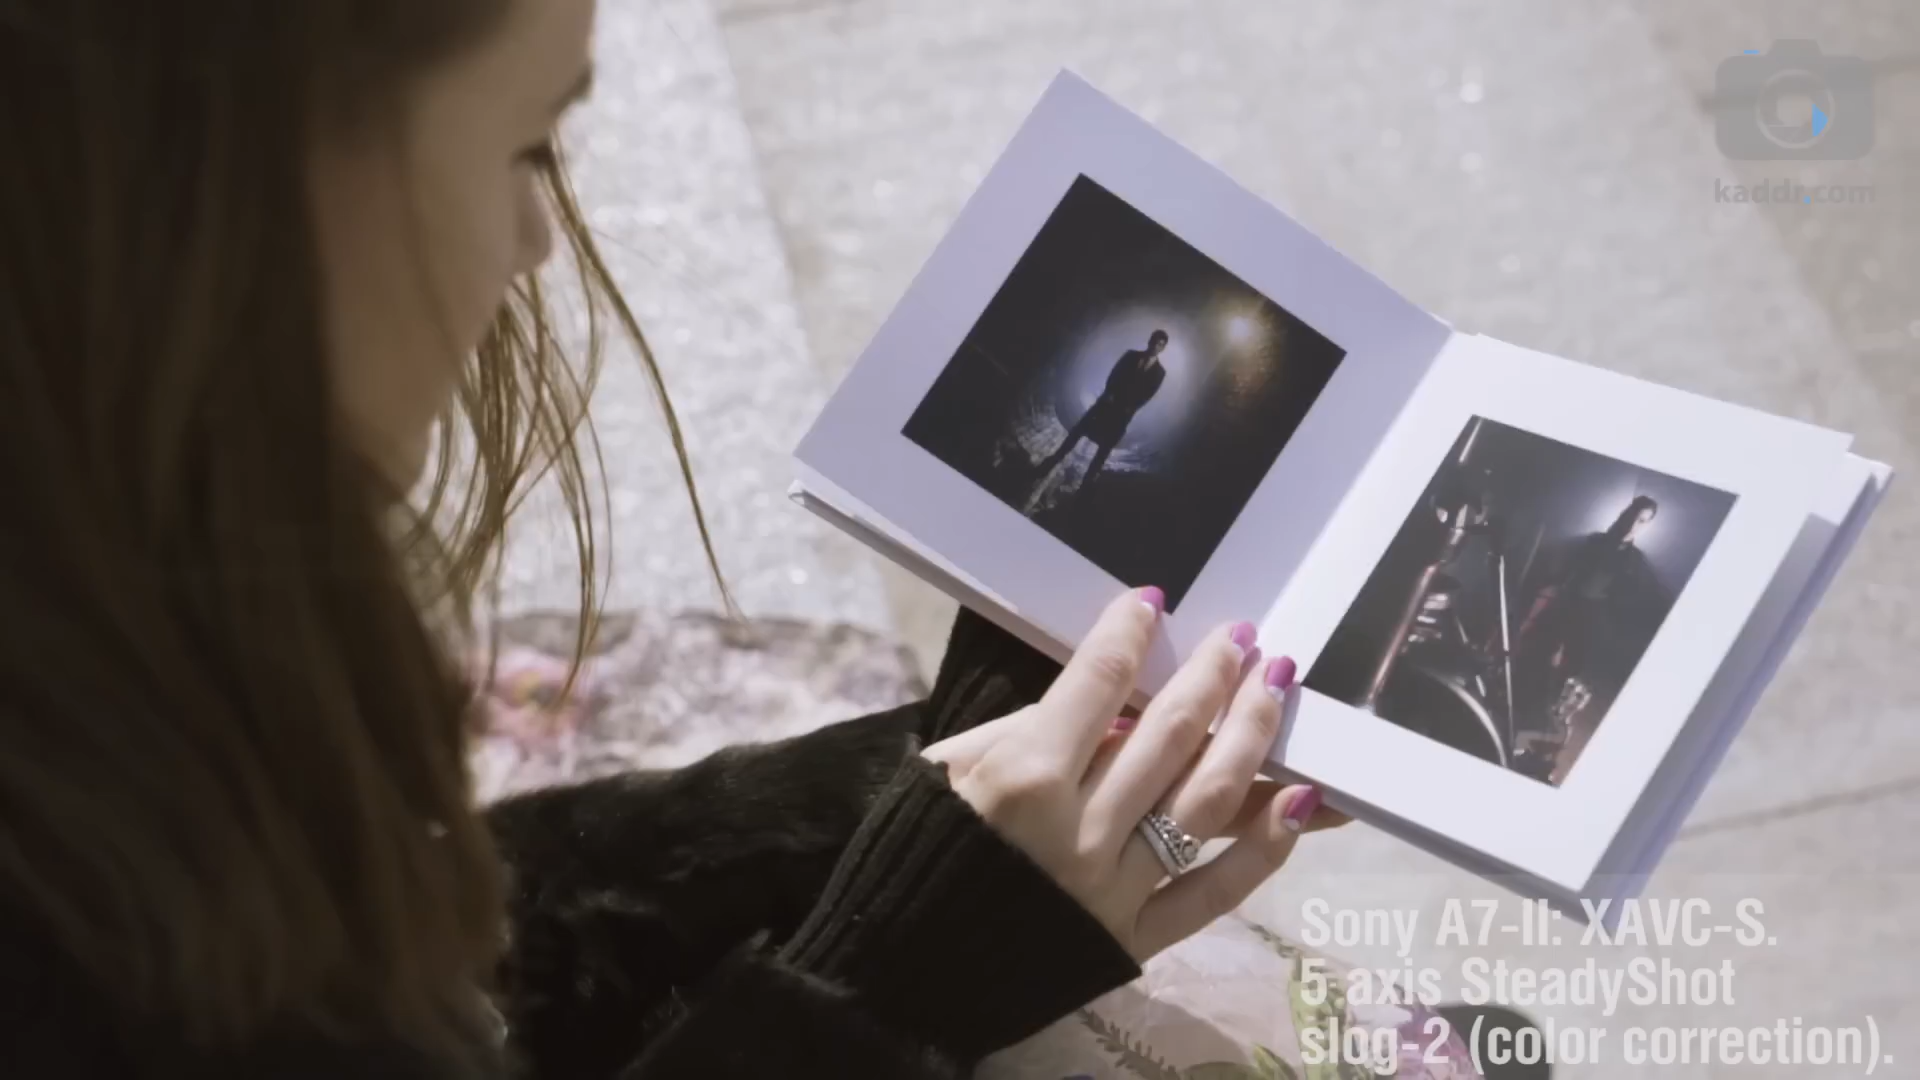 kaddr.com
Sony A7-II: XAVC-S.
5 axis SteadyShot
slog-2 (color correction).